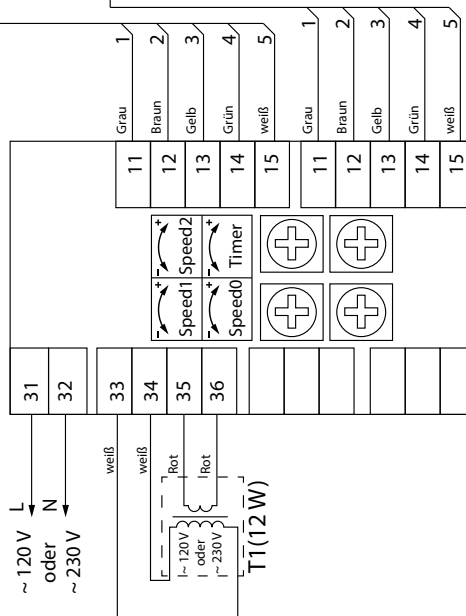 1
2
3
4
5
1
2
3
4
5
Grau
Braun
Gelb
Grün
weiß
Grau
Braun
Gelb
Grün
weiß
11
12
13
14
15
11
12
13
14
15
- +
Speed1
- +
Speed2
- +
Speed0
- +
Timer
31
32
33
34
35
36
L
N
~ 120 V
oder
~ 230 V
weiß
weiß
Rot
Rot
~ 120 V
oder
~ 230 V
T1(12 W)